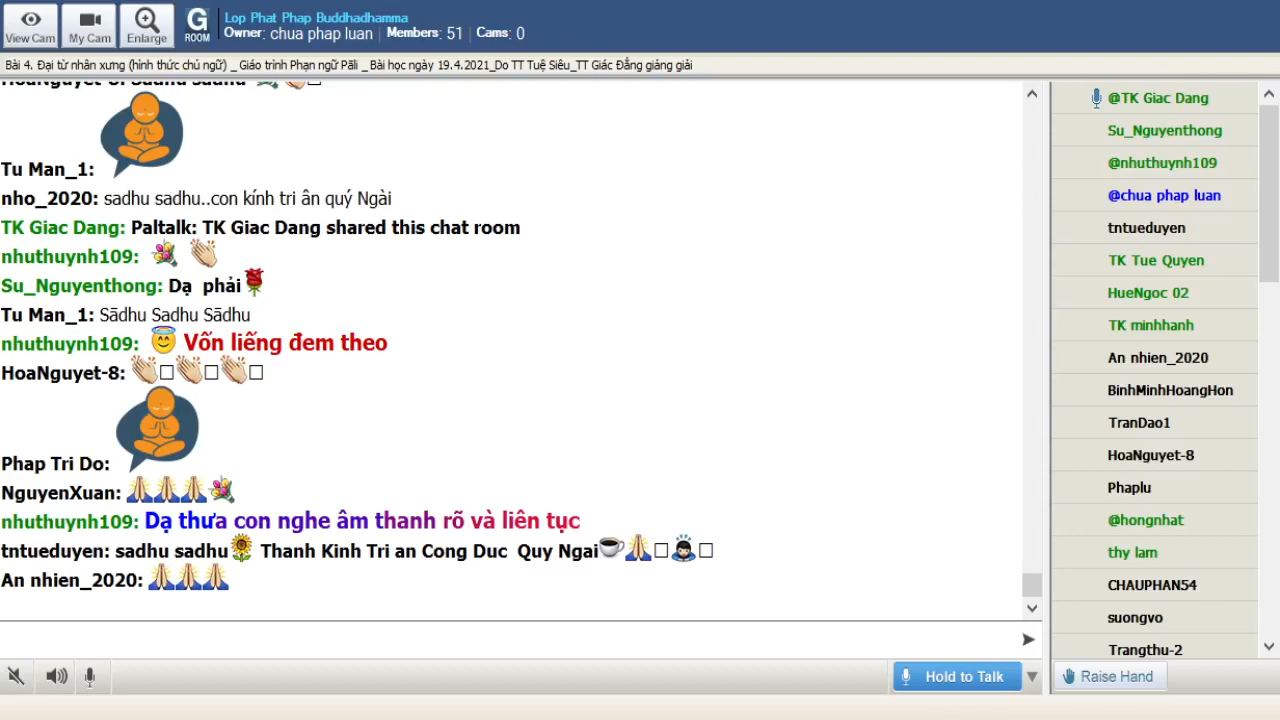 View Cam
My Cam
Enlarge
G ROOM
Lop Phat Phap Buddhadhamma
Owner: chua phap luan | Members: 51 | Cams: 0
Bài 4. Đại từ nhân xưng (hình thức chủ ngữ) _ Giáo trình Phạn ngữ Pāli _ Bài học ngày 19.4.2021_Do TT Tuệ Siêu_TT Giác Đẳng giảng giải
Tu Man_1:
nho_2020: sadhu sadhu..con kính tri ân quý Ngài
TK Giac Dang: Paltalk: TK Giac Dang shared this chat room
nhuthuynh109:
Su_Nguyenthong: Dạ phải
Tu Man_1: Sādhu Sadhu Sādhu
nhuthuynh109: Vốn liếng đem theo
HoaNguyet-8:
Phap Tri Do:
NguyenXuan:
nhuthuynh109: Dạ thưa con nghe âm thanh rõ và liên tục
tntueduyen: sadhu sadhu Thanh Kinh Tri an Cong Duc Quy Ngai
An nhien_2020:
Hold to Talk
@TK Giac Dang
Su_Nguyenthong
@nhuthuynh109
@chua phap luan
tntueduyen
TK Tue Quyen
HueNgoc 02
TK minhhanh
An nhien_2020
BinhMinhHoangHon
TranDao1
HoaNguyet-8
Phaplu
@hongnhat
thy lam
CHAUPHAN54
suongvo
Trangthu-2
Raise Hand